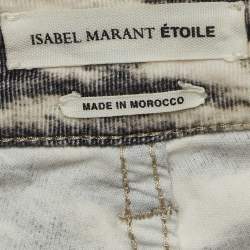 ISABEL MARANT ÉTOILE
MADE IN MOROCCO